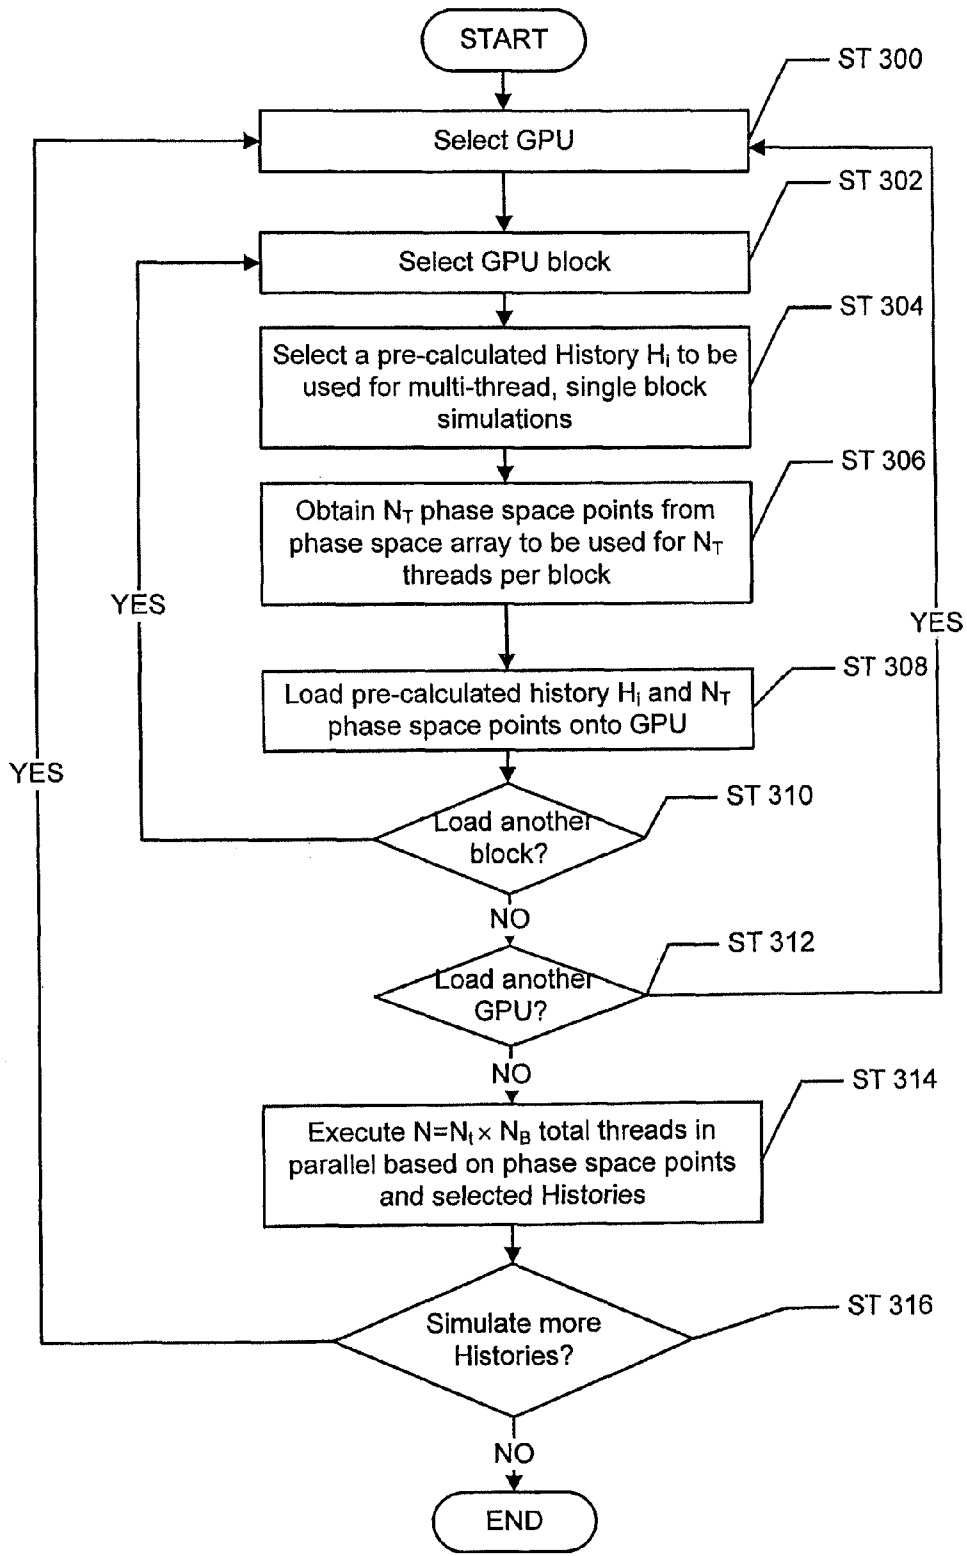 START
ST 300
Select GPU
ST 302
Select GPU block
ST 304
Select a pre-calculated History Hᵢ to be
used for multi-thread, single block
simulations
ST 306
Obtain N_T phase space points from
phase space array to be used for N_T
threads per block
YES
YES
ST 308
Load pre-calculated history Hᵢ and N_T
phase space points onto GPU
YES
ST 310
Load another
block?
NO
ST 312
Load another
GPU?
NO
ST 314
Execute N=Nₜ × N_B total threads in
parallel based on phase space points
and selected Histories
ST 316
Simulate more
Histories?
NO
END